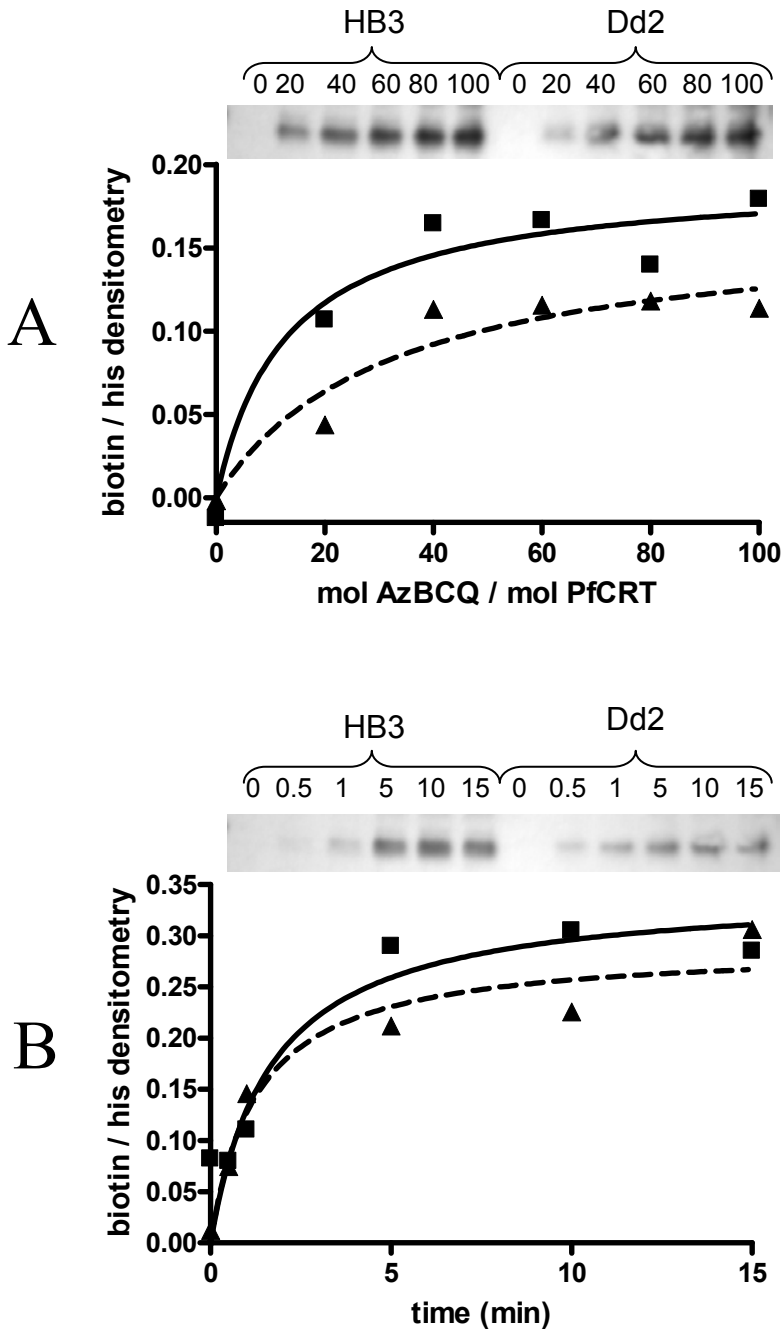 HB3 Dd2
0 20 40 60 80 100 0 20 40 60 80 100
A
biotin / his densitometry
0.20
0.15
0.10
0.05
0.00
0 20 40 60 80 100
mol AzBCQ / mol PfCRT
HB3 Dd2
0 0.5 1 5 10 15 0 0.5 1 5 10 15
B
biotin / his densitometry
0.35
0.30
0.25
0.20
0.15
0.10
0.05
0.00
0 5 10 15
time (min)